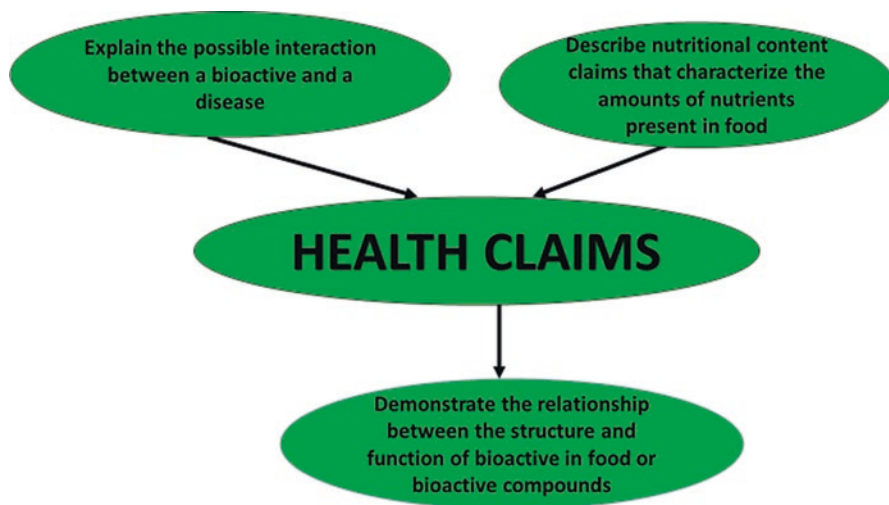 Explain the possible interaction
between a bioactive and a
disease
Describe nutritional content
claims that characterize the
amounts of nutrients
present in food
HEALTH CLAIMS
Demonstrate the relationship
between the structure and
function of bioactive in food or
bioactive compounds